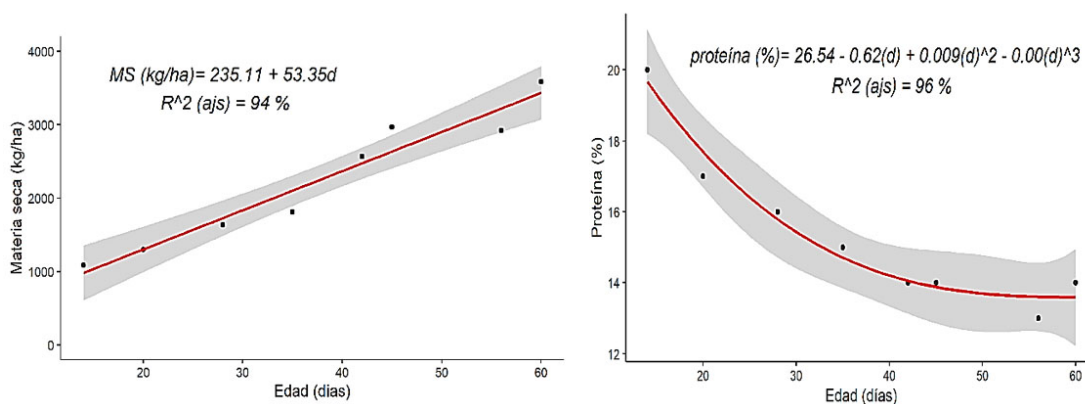 MS (kg/ha)= 235.11 + 53.35d
R^2 (ajs) = 94 %
Materia seca (kg/ha)
4000
3000
2000
1000
0
20
30
40
50
60
Edad (días)
proteína (%)= 26.54 - 0.62(d) + 0.009(d)^2 - 0.00(d)^3
R^2 (ajs) = 96 %
Proteína (%)
20
18
16
14
12
20
30
40
50
60
Edad (días)